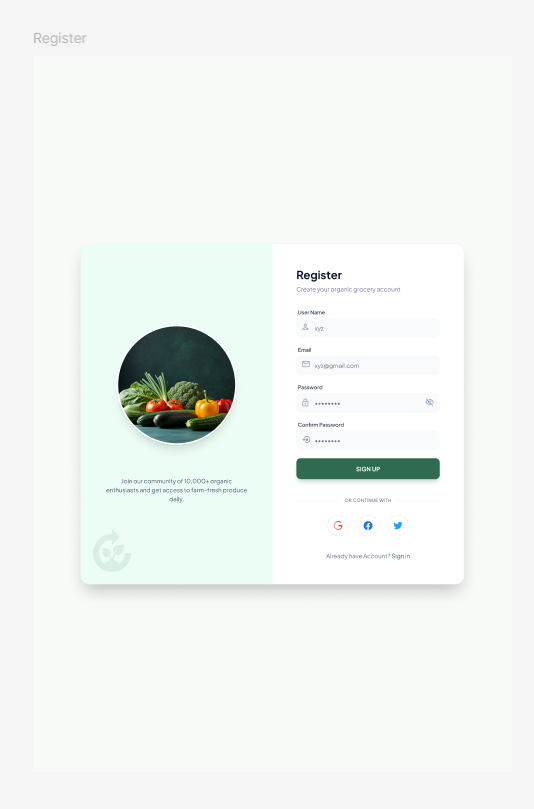 Register
Join our community of 10,000+ organic
enthusiasts and get access to farm-fresh produce
daily.
Register
Create your organic grocery account
User Name
xyz
Email
xyz@gmail.com
Password
••••••••
Confirm Password
••••••••
SIGN UP
OR CONTINUE WITH
Already have Account? Sign in